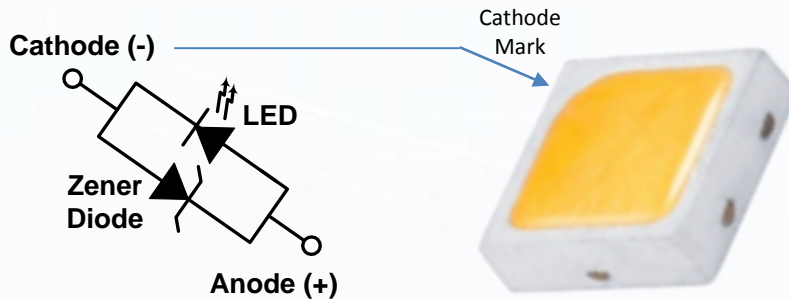 Cathode
Mark
Cathode (-)
LED
Zener
Diode
Anode (+)